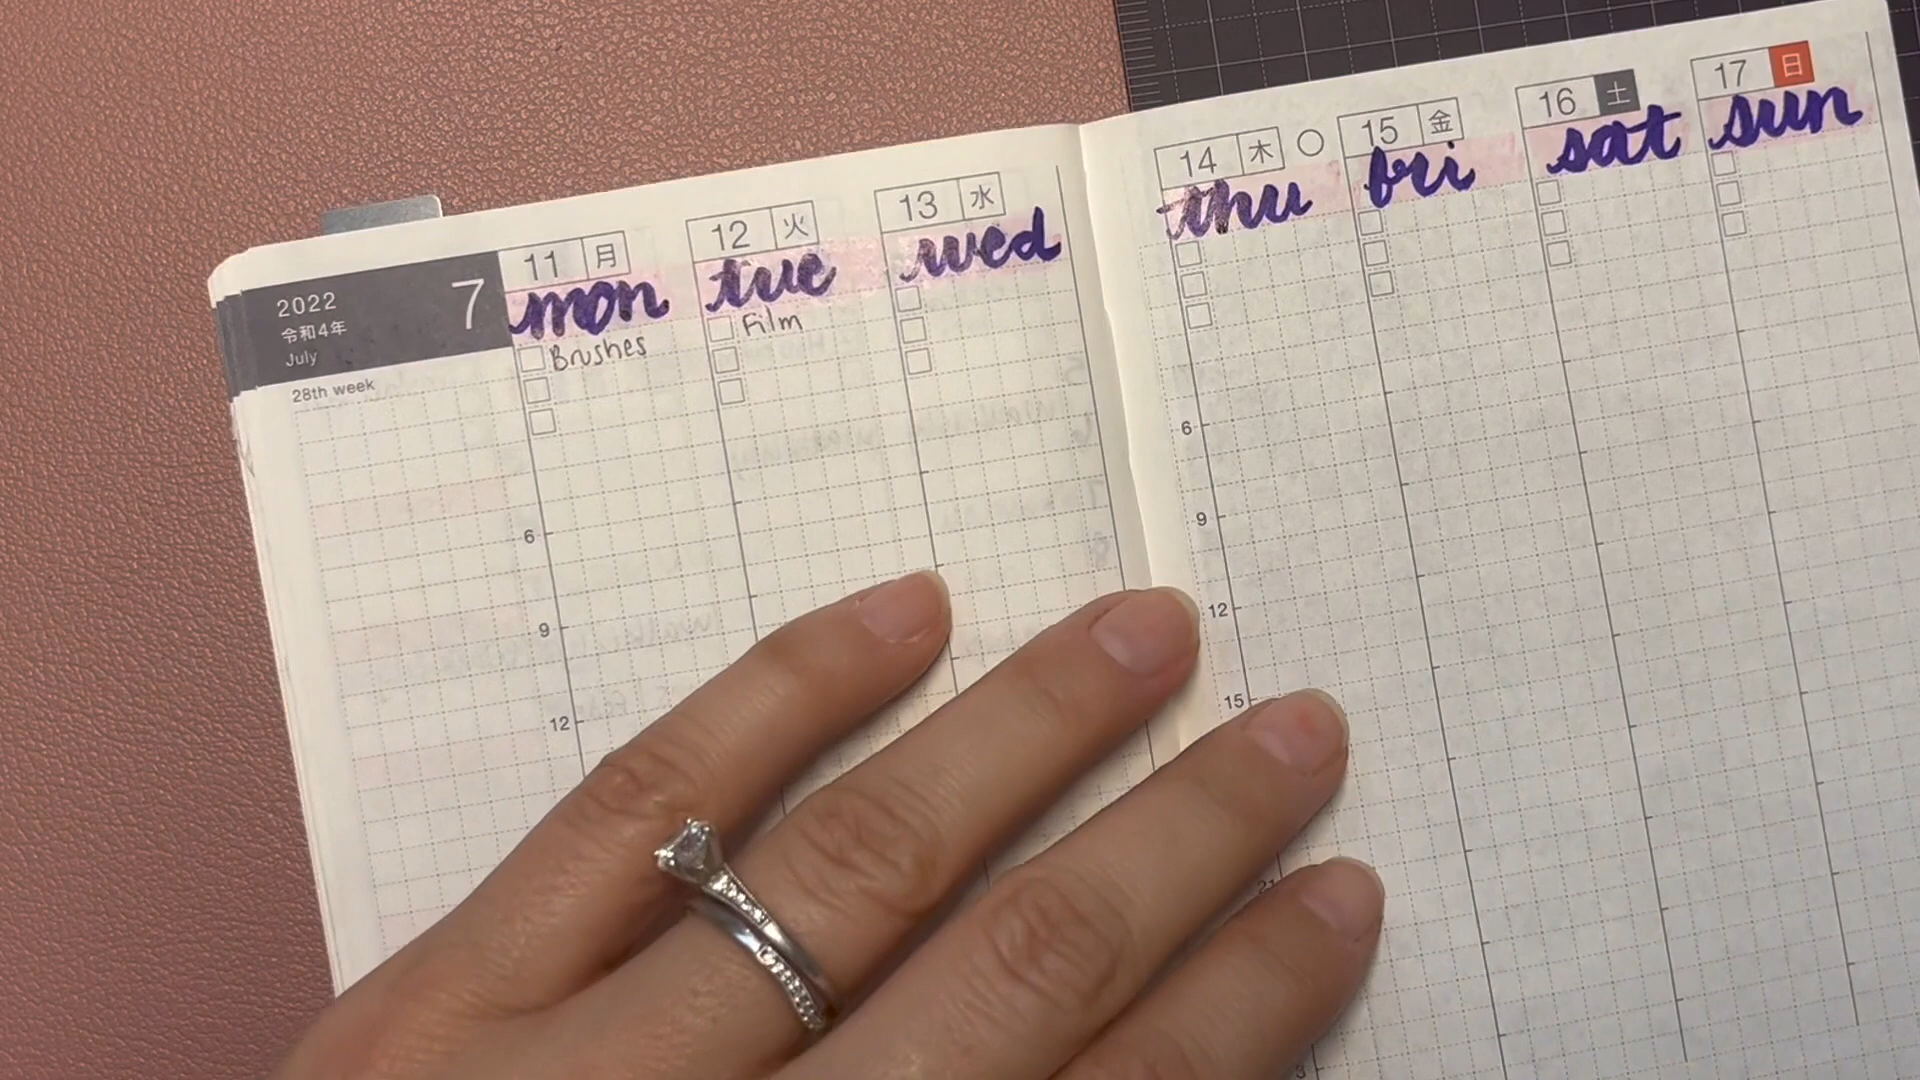 2022
令和4年
July
7
28th week
11 月
mon
Brushes
6
9
12
12 火
tue
Film
13 水
wed
14 木
thu
6
9
12
15
21
3
15 金
fri
16 土
sat
17 日
sun